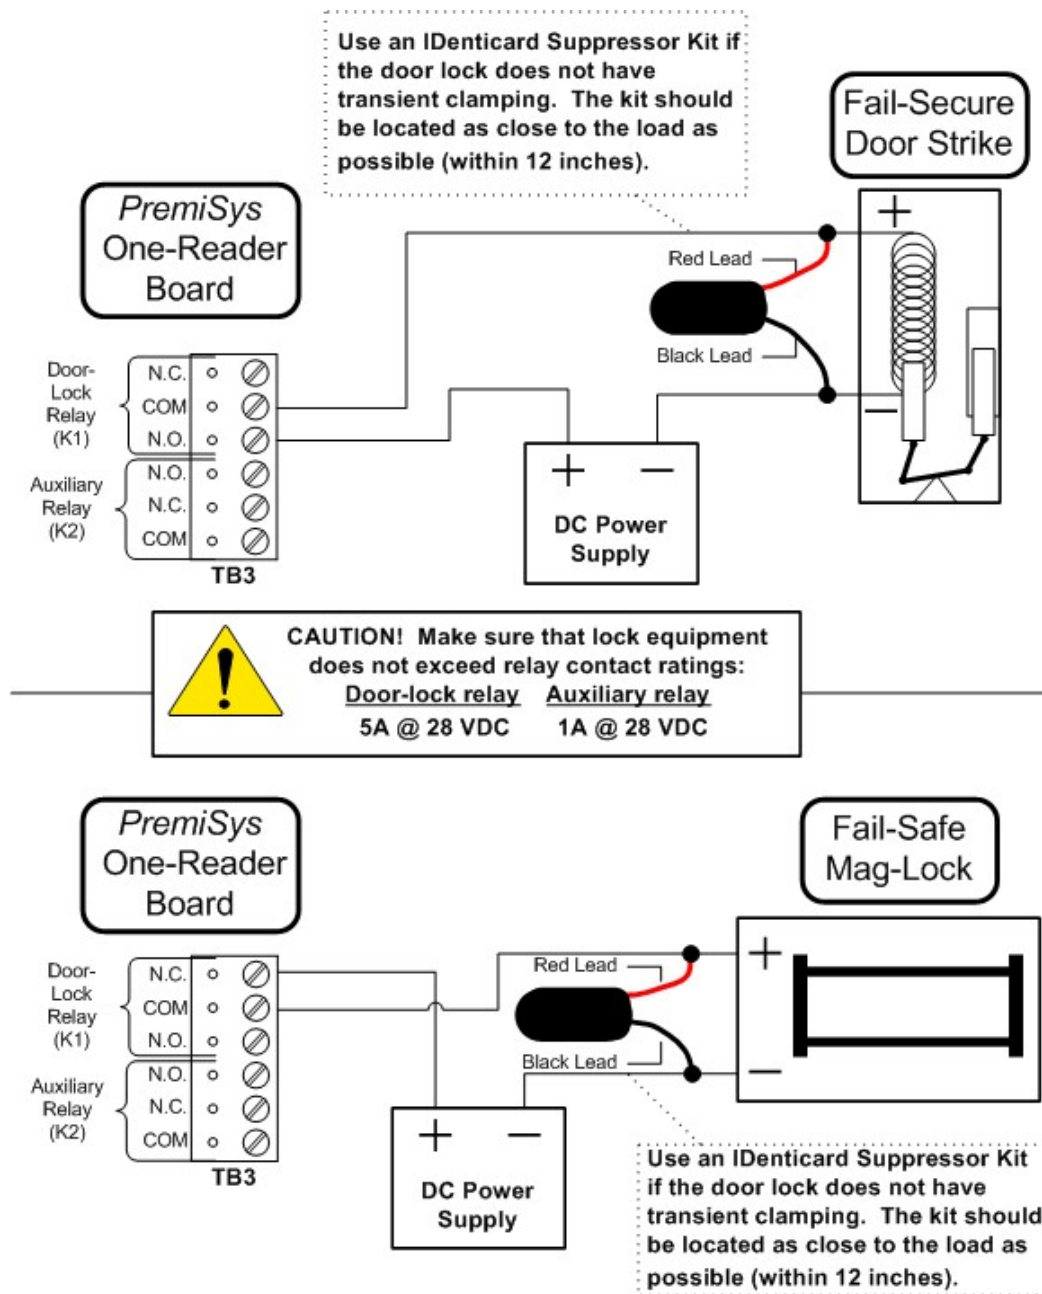 Use an IDenticard Suppressor Kit if
the door lock does not have
transient clamping.  The kit should
be located as close to the load as
possible (within 12 inches).
Fail-Secure
Door Strike
PremiSys
One-Reader
Board
+
Red Lead
Black Lead
−
Door-
Lock
Relay
(K1)
N.C.
COM
N.O.
Auxiliary
Relay
(K2)
N.O.
N.C.
COM
TB3
+ −
DC Power
Supply
CAUTION!  Make sure that lock equipment
does not exceed relay contact ratings:
Door-lock relay   Auxiliary relay
5A @ 28 VDC   1A @ 28 VDC
PremiSys
One-Reader
Board
Fail-Safe
Mag-Lock
Door-
Lock
Relay
(K1)
N.C.
COM
N.O.
Auxiliary
Relay
(K2)
N.O.
N.C.
COM
TB3
Red Lead
Black Lead
+
−
+ −
DC Power
Supply
Use an IDenticard Suppressor Kit
if the door lock does not have
transient clamping.  The kit should
be located as close to the load as
possible (within 12 inches).